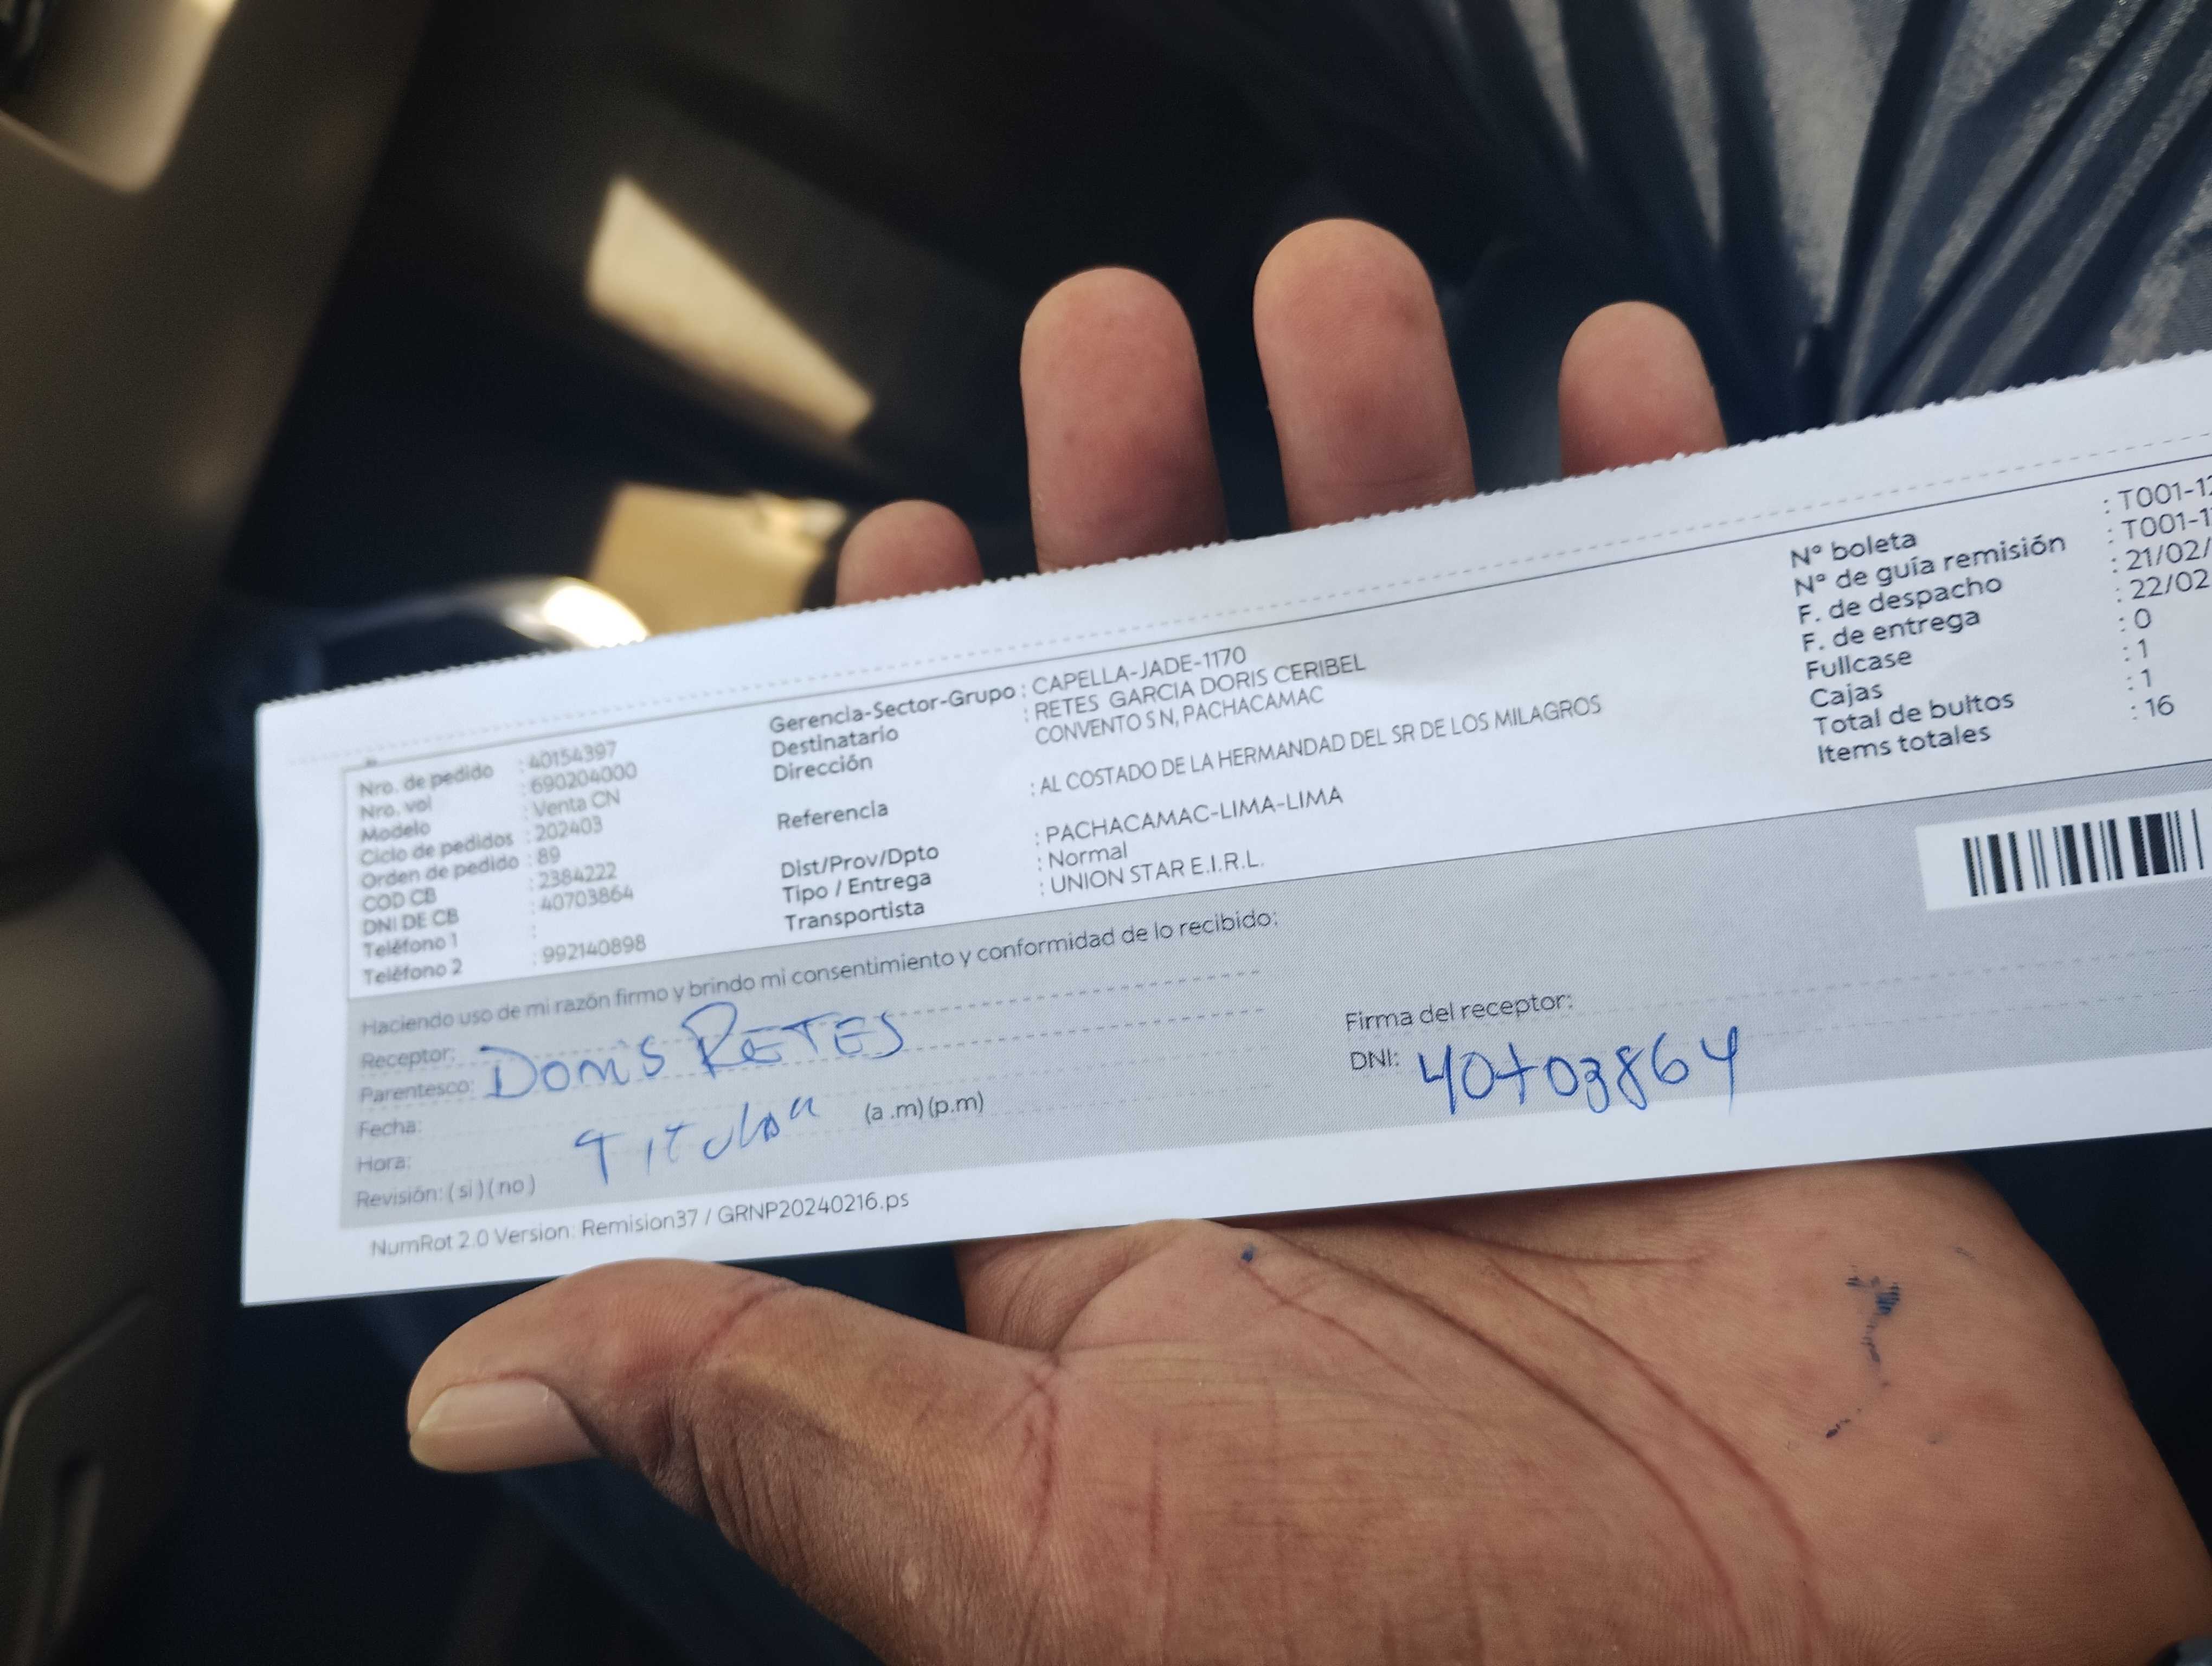 Nro. de pedido : 40154397
Nro. vol : 690204000
Modelo : Venta CN
Ciclo de pedidos : 202403
Orden de pedido : 89
COD CB : 2384222
DNI DE CB : 40703864
Teléfono 1 :
Teléfono 2 : 992140898
Gerencia-Sector-Grupo : CAPELLA-JADE-1170
Destinatario : RETES GARCIA DORIS CERIBEL
Dirección CONVENTO S N, PACHACAMAC
Referencia : AL COSTADO DE LA HERMANDAD DEL SR DE LOS MILAGROS
Dist/Prov/Dpto : PACHACAMAC-LIMA-LIMA
Tipo / Entrega : Normal
Transportista : UNION STAR E.I.R.L.
N° boleta : T001-12
N° de guía remisión : T001-1
F. de despacho : 21/02/
F. de entrega : 22/02
Fullcase : 0
Cajas : 1
Total de bultos : 1
Items totales : 16
Haciendo uso de mi razón firmo y brindo mi consentimiento y conformidad de lo recibido:
Receptor: DORIS RETES
Parentesco:
Fecha: Titular
Hora: (a .m) (p.m)
Revisión: ( si ) ( no )
Firma del receptor:
DNI: 40703864
NumRot 2.0 Version: Remision37 / GRNP20240216.ps